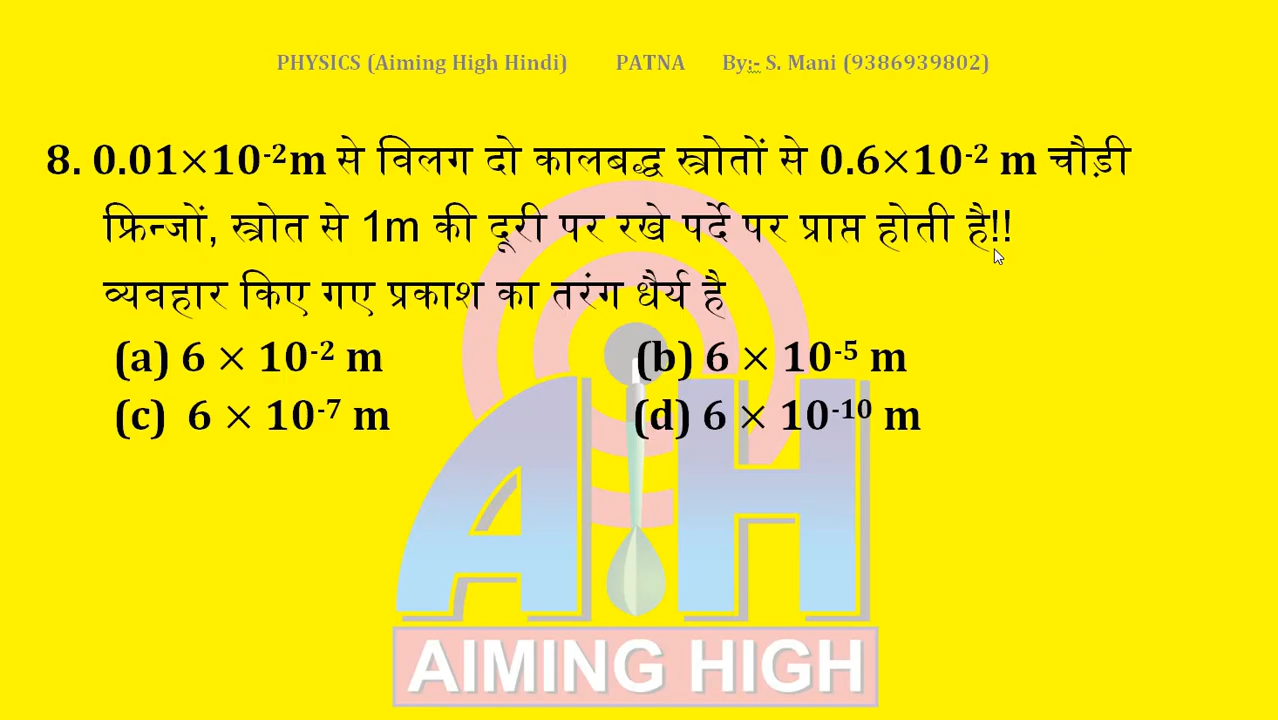 PHYSICS (Aiming High Hindi) PATNA By:- S. Mani (9386939802)
8. 0.01×10⁻²m से विलग दो कालबद्ध स्त्रोतों से 0.6×10⁻² m चौड़ी
फ्रिन्जों, स्त्रोत से 1m की दूरी पर रखे पर्दे पर प्राप्त होती है!!
व्यवहार किए गए प्रकाश का तरंग धैर्य है
(a) 6 × 10⁻² m (b) 6 × 10⁻⁵ m
(c) 6 × 10⁻⁷ m (d) 6 × 10⁻¹⁰ m
AH
AIMING HIGH